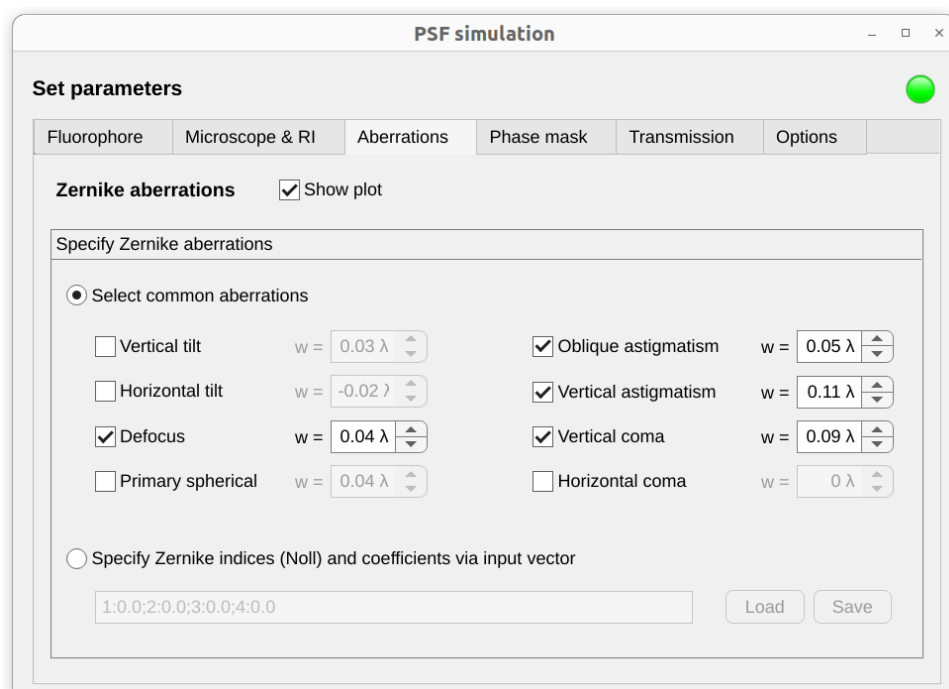 PSF simulation
Set parameters
Fluorophore Microscope & RI Aberrations Phase mask Transmission Options
Zernike aberrations Show plot
Specify Zernike aberrations
Select common aberrations
Vertical tilt w = 0.03 λ Oblique astigmatism w = 0.05 λ
Horizontal tilt w = -0.02 λ Vertical astigmatism w = 0.11 λ
Defocus w = 0.04 λ Vertical coma w = 0.09 λ
Primary spherical w = 0.04 λ Horizontal coma w = 0 λ
Specify Zernike indices (Noll) and coefficients via input vector
1:0.0;2:0.0;3:0.0;4:0.0 Load Save